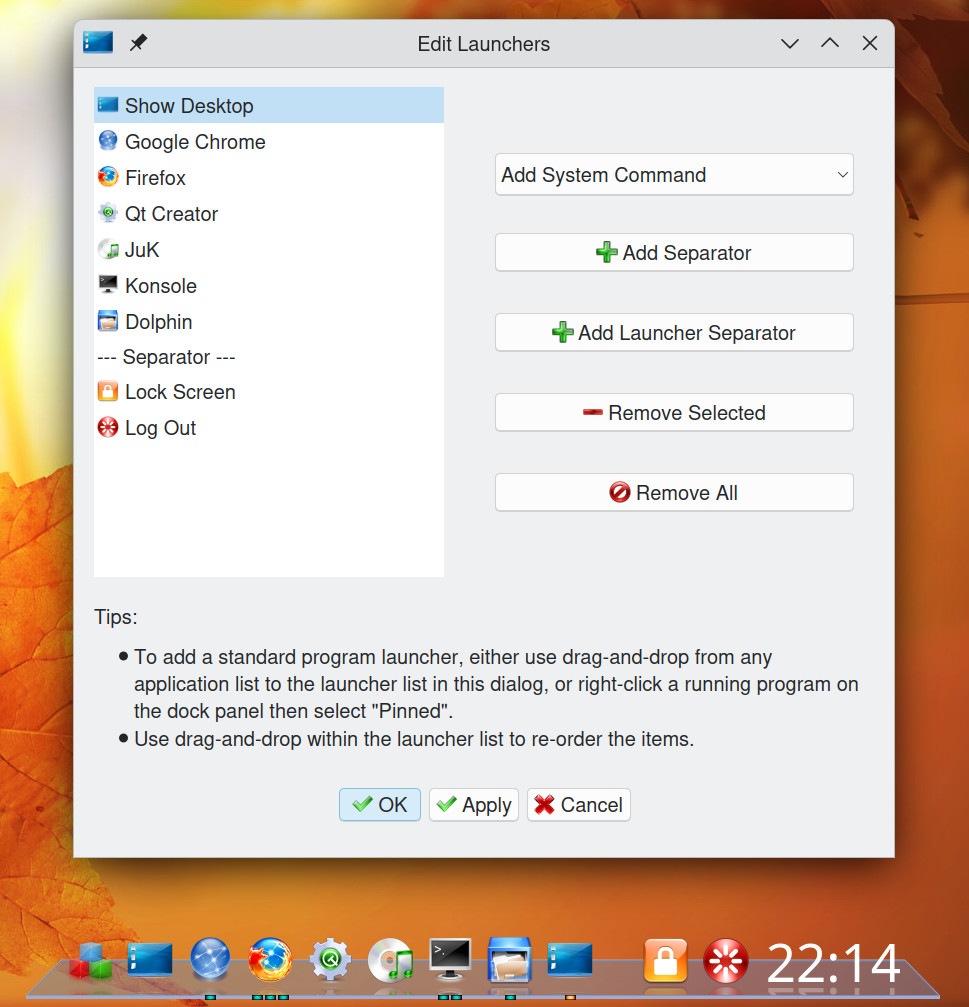 Edit Launchers
Show Desktop
Google Chrome
Firefox
Qt Creator
JuK
Konsole
Dolphin
--- Separator ---
Lock Screen
Log Out
Add System Command
Add Separator
Add Launcher Separator
Remove Selected
Remove All
Tips:
• To add a standard program launcher, either use drag-and-drop from any
application list to the launcher list in this dialog, or right-click a running program on
the dock panel then select "Pinned".
• Use drag-and-drop within the launcher list to re-order the items.
OK Apply Cancel
22:14